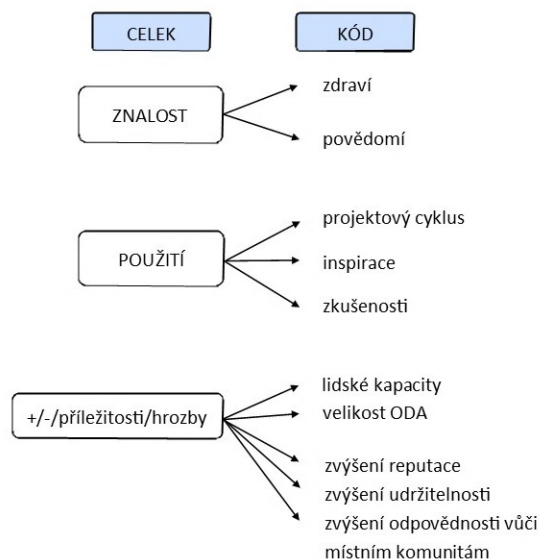 CELEK
KÓD
ZNALOST
zdraví
povědomí
POUŽITÍ
projektový cyklus
inspirace
zkušenosti
+/-/příležitosti/hrozby
lidské kapacity
velikost ODA
zvýšení reputace
zvýšení udržitelnosti
zvýšení odpovědnosti vůči
místním komunitám